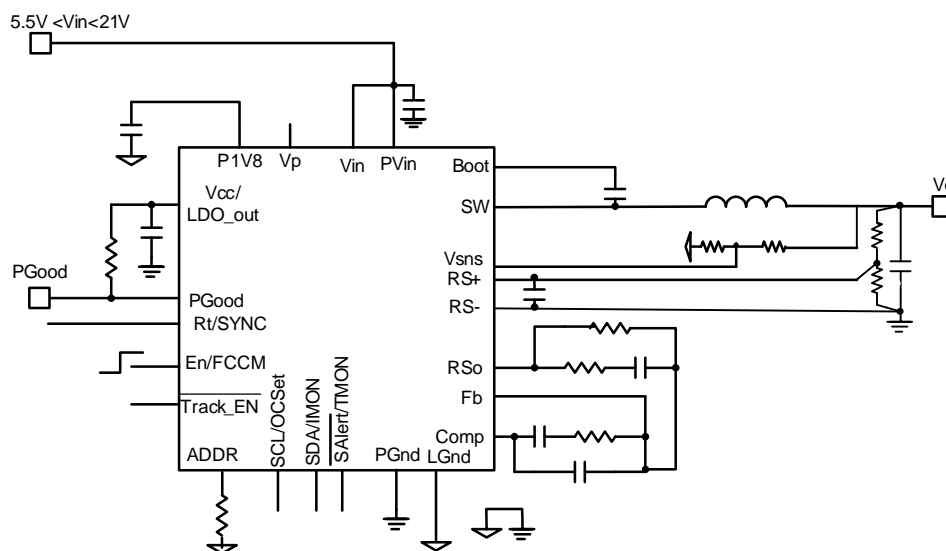 5.5V <Vin<21V
P1V8
Vp
Vin
PVin
Boot
Vcc/
LDO_out
SW
Vsns
PGood
RS+
PGood
RS-
Rt/SYNC
En/FCCM
RSo
Track_EN
Fb
Comp
ADDR
SCL/OCSet
SDA/IMON
SAlert/TMON
PGnd
LGnd